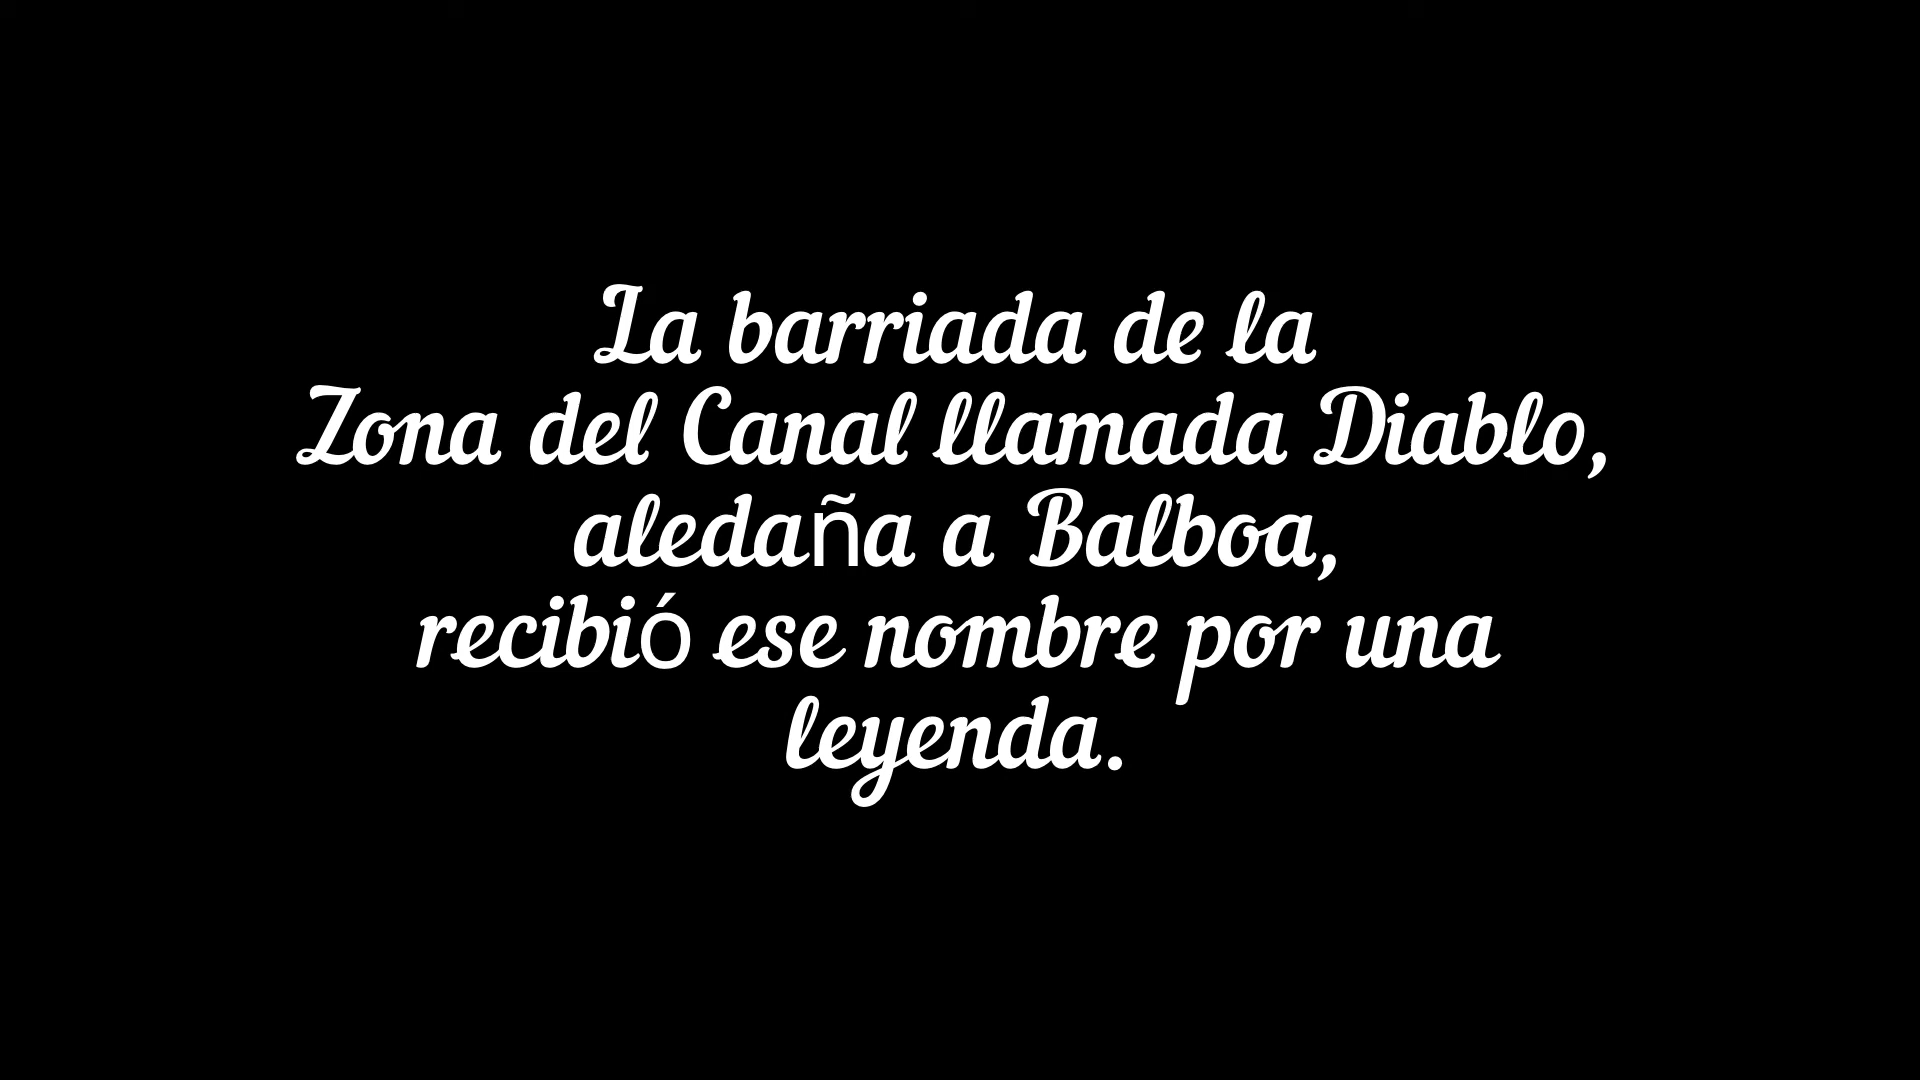 La barriada de la
Zona del Canal llamada Diablo,
aledaña a Balboa,
recibió ese nombre por una
leyenda.